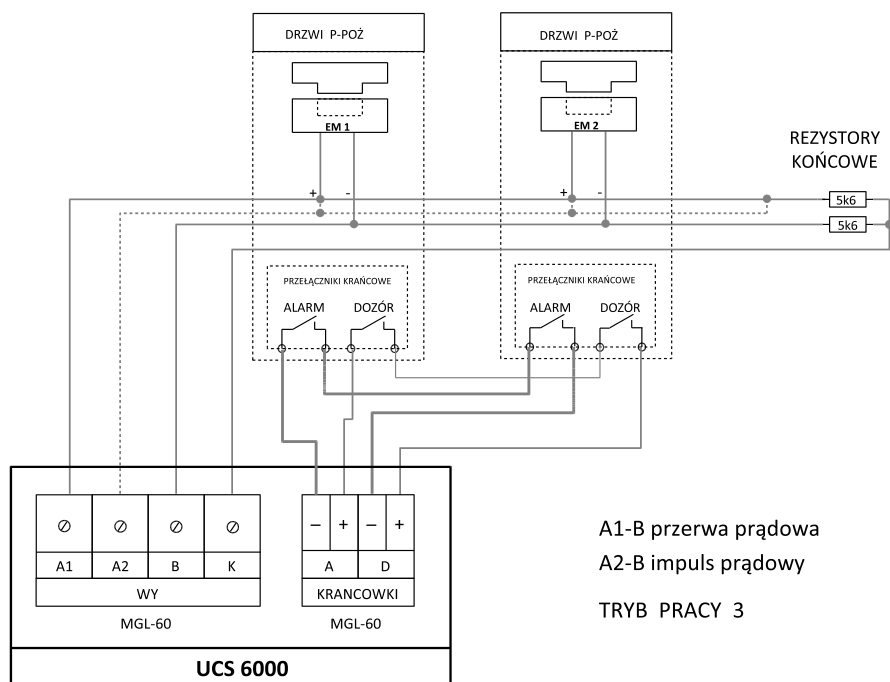 DRZWI P-POŻ
DRZWI P-POŻ
EM 1
EM 2
REZYSTORY
KOŃCOWE
+ -
+ -
5k6
5k6
PRZEŁĄCZNIKI KRAŃCOWE
ALARM DOZÓR
PRZEŁĄCZNIKI KRAŃCOWE
ALARM DOZÓR
– + – +
A1 A2 B K
A D
WY
KRANCOWKI
MGL-60
MGL-60
UCS 6000
A1-B przerwa prądowa
A2-B impuls prądowy
TRYB PRACY 3